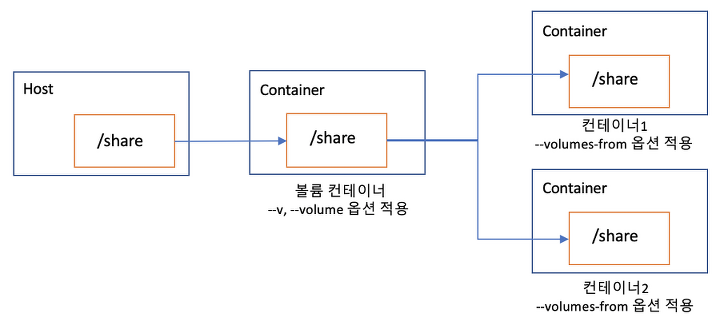 Host
/share
Container
/share
볼륨 컨테이너
--v, --volume 옵션 적용
Container
/share
컨테이너1
--volumes-from 옵션 적용
Container
/share
컨테이너2
--volumes-from 옵션 적용